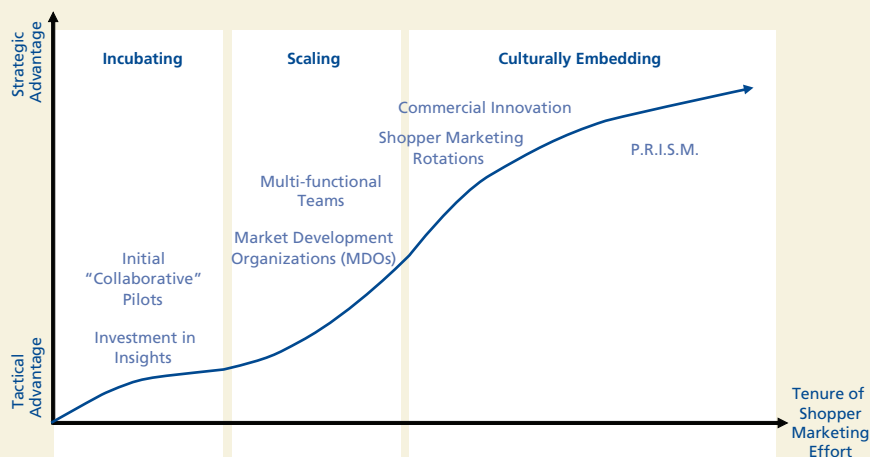 Strategic
Advantage
Incubating
Scaling
Culturally Embedding
Commercial Innovation
Shopper Marketing
Rotations
P.R.I.S.M.
Multi-functional
Teams
Market Development
Organizations (MDOs)
Initial
“Collaborative”
Pilots
Investment in
Insights
Tactical
Advantage
Tenure of
Shopper
Marketing
Effort